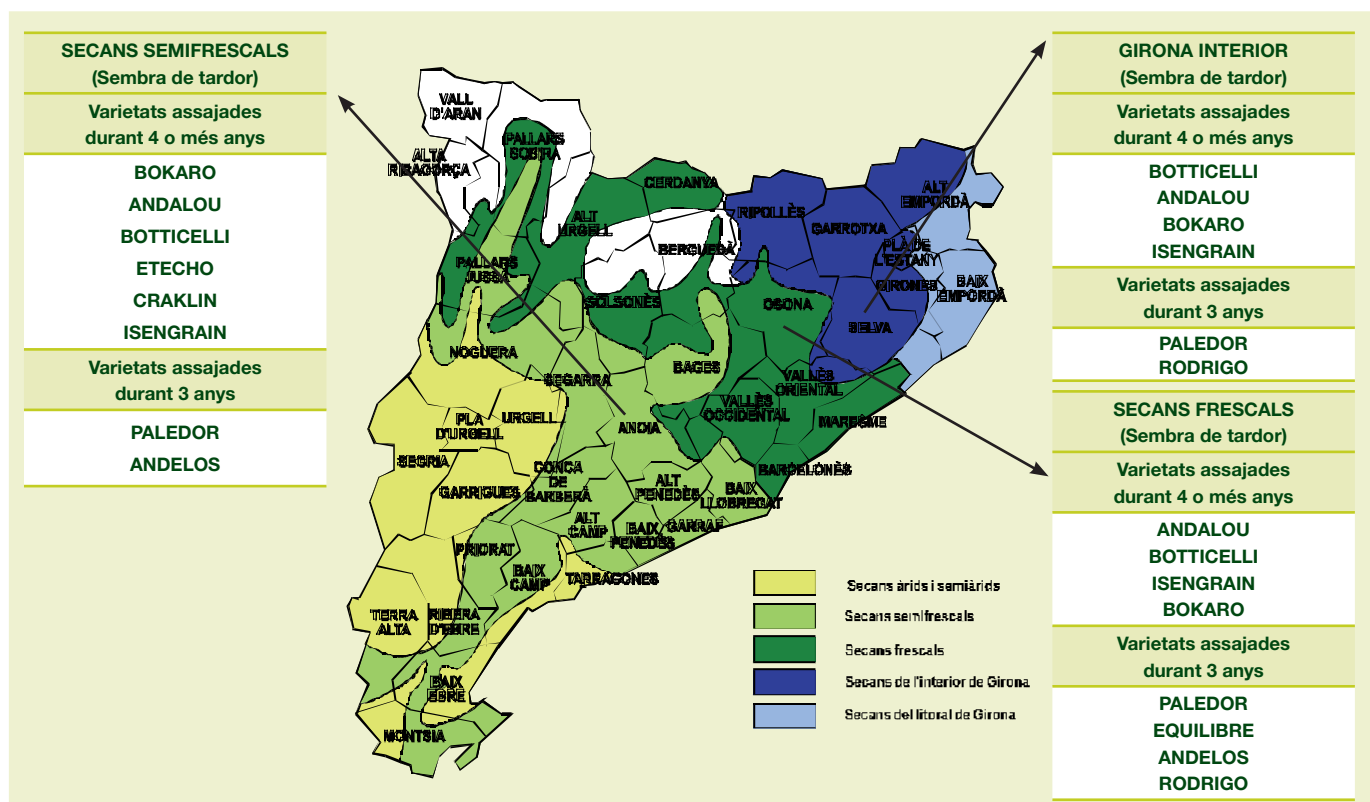 SECANS SEMIFRESCALS
(Sembra de tardor)
Varietats assajades
durant 4 o més anys
BOKARO
ANDALOU
BOTTICELLI
ETECHO
CRAKLIN
ISENGRAIN
Varietats assajades
durant 3 anys
PALEDOR
ANDELOS
VALL
D'ARAN
ALTA
RIBAGORÇA
PALLARS
SOBIRÀ
CERDANYA
ALT
URGELL
BERGUEDÀ
RIPOLLÈS
GARROTXA
ALT
EMPORDÀ
PLA DE
L'ESTANY
GIRONÈS
BAIX
EMPORDÀ
PALLARS
JUSSÀ
SOLSONÈS
OSONA
SELVA
NOGUERA
BAGES
SEGARRA
VALLÈS
ORIENTAL
VALLÈS
OCCIDENTAL
MARESME
URGELL
PLA
D'URGELL
ANOIA
SEGRIÀ
BARCELONÈS
GARRIGUES
CONCA
DE
BARBERÀ
ALT
PENEDÈS
BAIX
LLOBREGAT
ALT
CAMP
BAIX
PENEDÈS
GARRAF
PRIORAT
BAIX
CAMP
TARRAGONES
TERRA
ALTA
RIBERA
D'EBRE
BAIX
EBRE
MONTSIA
Secans àrids i semiàrids
Secans semifrescals
Secans frescals
Secans de l'interior de Girona
Secans del litoral de Girona
GIRONA INTERIOR
(Sembra de tardor)
Varietats assajades
durant 4 o més anys
BOTTICELLI
ANDALOU
BOKARO
ISENGRAIN
Varietats assajades
durant 3 anys
PALEDOR
RODRIGO
SECANS FRESCALS
(Sembra de tardor)
Varietats assajades
durant 4 o més anys
ANDALOU
BOTTICELLI
ISENGRAIN
BOKARO
Varietats assajades
durant 3 anys
PALEDOR
EQUILIBRE
ANDELOS
RODRIGO